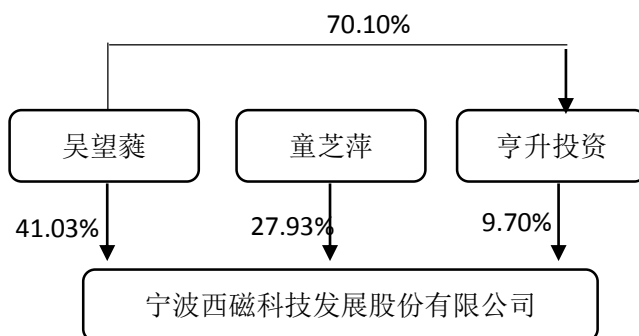 70.10%
吴望蕤
童芝萍
亨升投资
41.03%
27.93%
9.70%
宁波西磁科技发展股份有限公司